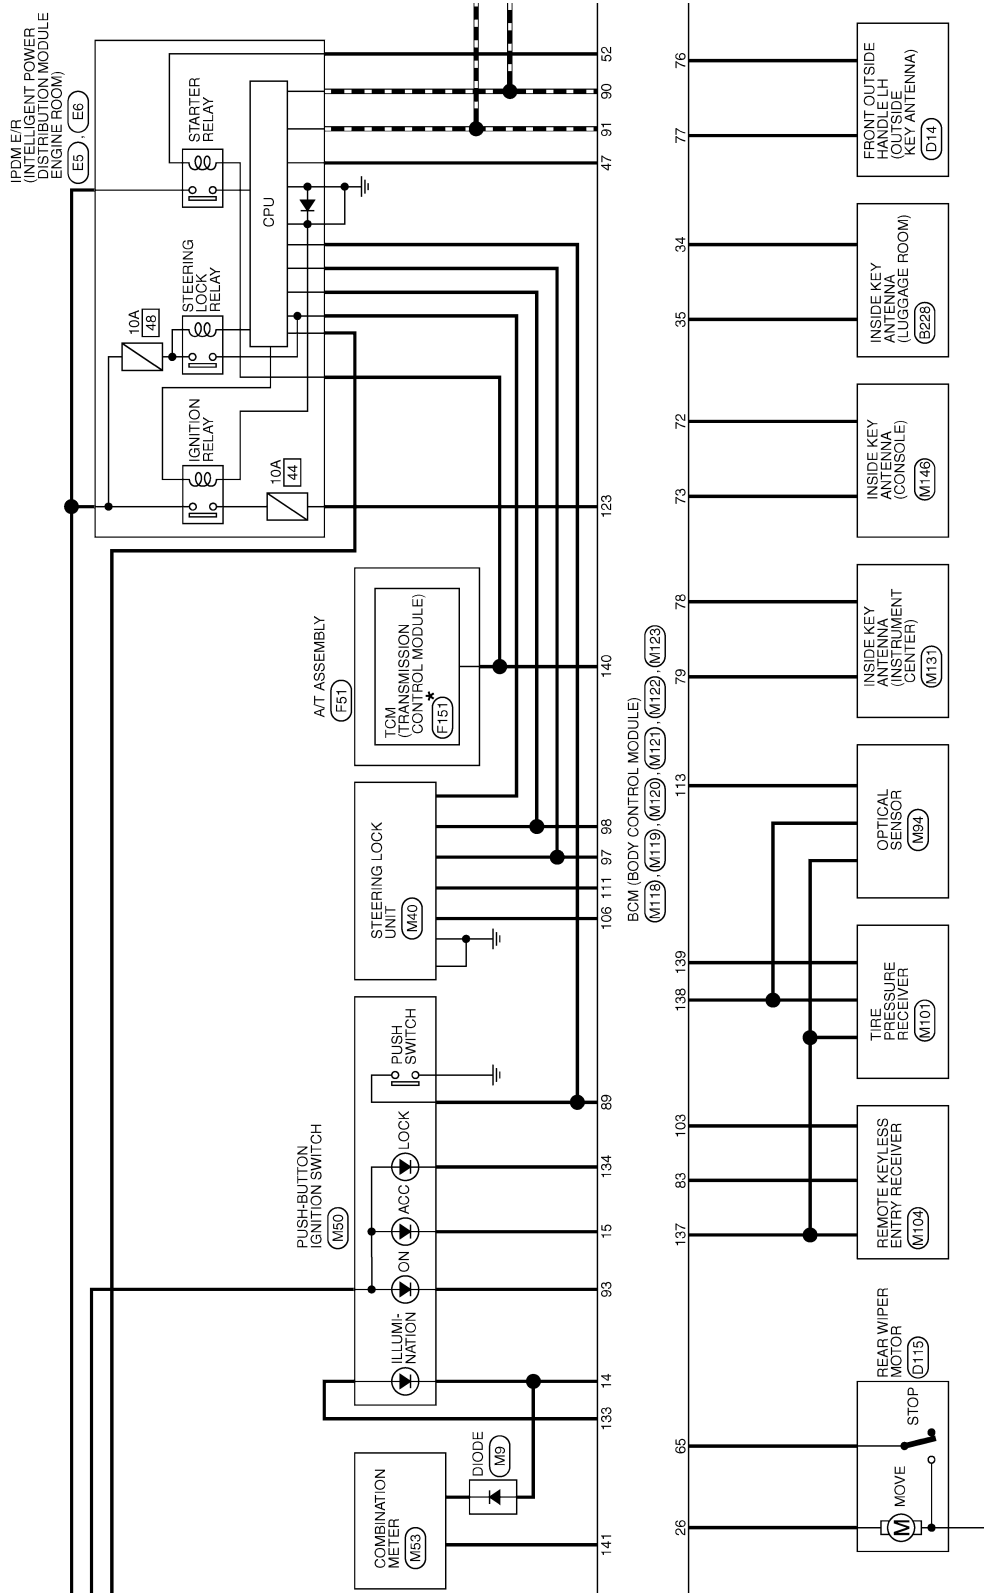 IPDM E/R
(INTELLIGENT POWER
DISTRIBUTION MODULE
ENGINE ROOM)
E5 , E6
STARTER
RELAY
CPU
STEERING
LOCK
RELAY
10A
48
IGNITION
RELAY
10A
44
52
90
91
47
123
A/T ASSEMBLY
F51
TCM
(TRANSMISSION
CONTROL MODULE)
*
F151
140
STEERING LOCK
UNIT
M40
98
97
111
106
PUSH-BUTTON
IGNITION SWITCH
M50
PUSH
SWITCH
LOCK
ACC
ON
ILLUMI-
NATION
89
134
15
93
14
133
COMBINATION
METER
M53
DIODE
M9
141
BCM (BODY CONTROL MODULE)
M118 , M119 , M120 , M121 , M122 , M123
76
77
FRONT OUTSIDE
HANDLE LH
(OUTSIDE
KEY ANTENNA)
D14
34
35
INSIDE KEY
ANTENNA
(LUGGAGE ROOM)
B228
72
73
INSIDE KEY
ANTENNA
(CONSOLE)
M146
78
79
INSIDE KEY
ANTENNA
(INSTRUMENT
CENTER)
M131
113
OPTICAL
SENSOR
M94
139
138
TIRE
PRESSURE
RECEIVER
M101
103
83
137
REMOTE KEYLESS
ENTRY RECEIVER
M104
REAR WIPER
MOTOR
D115
65
26
STOP
MOVE
M